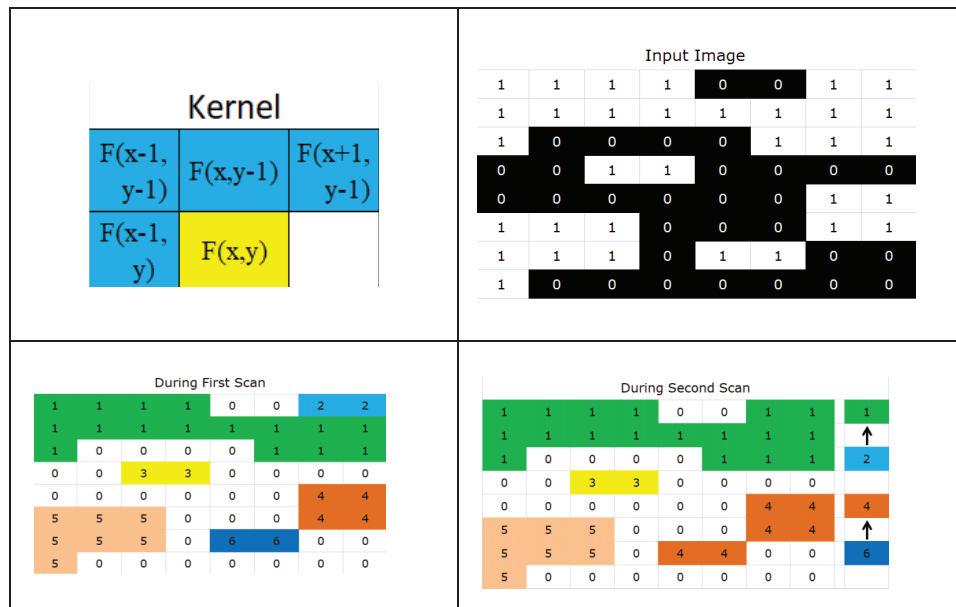 Kernel
F(x-1, y-1) F(x,y-1) F(x+1, y-1)
F(x-1, y) F(x,y)
Input Image
1 1 1 1 0 0 1 1
1 1 1 1 1 1 1 1
1 0 0 0 0 1 1 1
0 0 1 1 0 0 0 0
0 0 0 0 0 0 1 1
1 1 1 0 0 0 1 1
1 1 1 0 1 1 0 0
1 0 0 0 0 0 0 0
During First Scan
1 1 1 1 0 0 2 2
1 1 1 1 1 1 1 1
1 0 0 0 0 1 1 1
0 0 3 3 0 0 0 0
0 0 0 0 0 0 4 4
5 5 5 0 0 0 4 4
5 5 5 0 6 6 0 0
5 0 0 0 0 0 0 0
During Second Scan
1 1 1 1 0 0 1 1 1
1 1 1 1 1 1 1 1 ↑
1 0 0 0 0 1 1 1 2
0 0 3 3 0 0 0 0
0 0 0 0 0 0 4 4 4
5 5 5 0 0 0 4 4 ↑
5 5 5 0 4 4 0 0 6
5 0 0 0 0 0 0 0